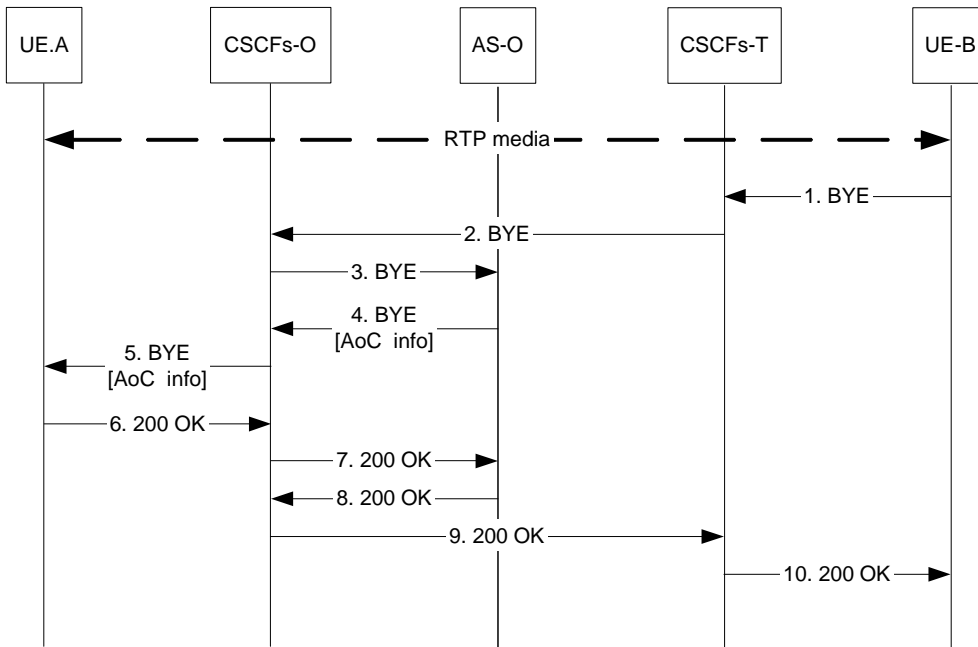 UE.A
CSCFs-O
AS-O
CSCFs-T
UE-B
RTP media
1. BYE
2. BYE
3. BYE
4. BYE
[AoC info]
5. BYE
[AoC info]
6. 200 OK
7. 200 OK
8. 200 OK
9. 200 OK
10. 200 OK